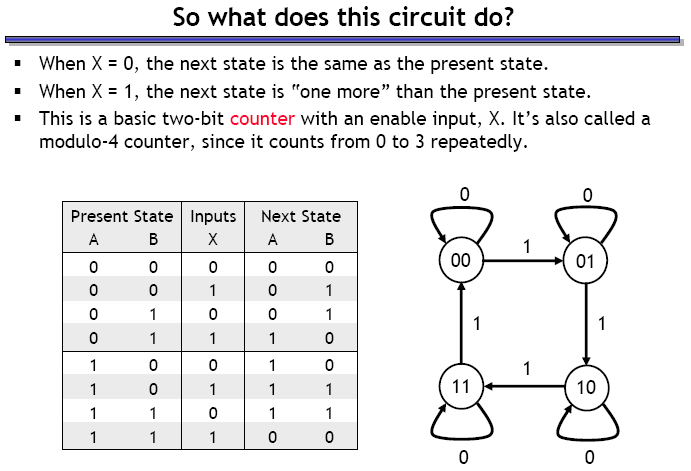 So what does this circuit do?
▪ When X = 0, the next state is the same as the present state.
▪ When X = 1, the next state is “one more” than the present state.
▪ This is a basic two-bit counter with an enable input, X. It’s also called a
modulo-4 counter, since it counts from 0 to 3 repeatedly.
Present State Inputs Next State
A B X A B
0 0 0 0 0
0 0 1 0 1
0 1 0 0 1
0 1 1 1 0
1 0 0 1 0
1 0 1 1 1
1 1 0 1 1
1 1 1 0 0
0 0
1
00 01
1 1
1
11 10
0 0